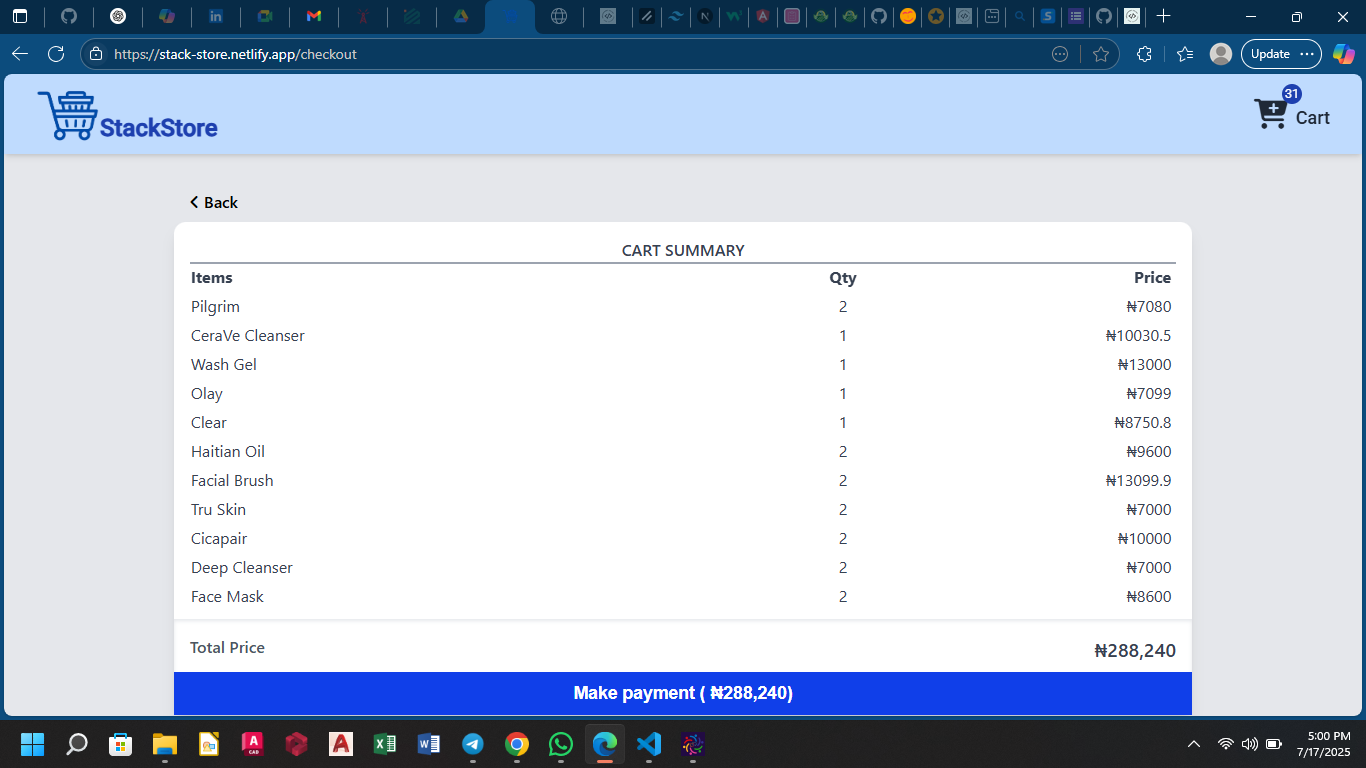 https://stack-store.netlify.app/checkout
Update
StackStore
31
Cart
Back
CART SUMMARY
Items Qty Price
Pilgrim 2 ₦7080
CeraVe Cleanser 1 ₦10030.5
Wash Gel 1 ₦13000
Olay 1 ₦7099
Clear 1 ₦8750.8
Haitian Oil 2 ₦9600
Facial Brush 2 ₦13099.9
Tru Skin 2 ₦7000
Cicapair 2 ₦10000
Deep Cleanser 2 ₦7000
Face Mask 2 ₦8600
Total Price ₦288,240
Make payment ( ₦288,240)
5:00 PM
7/17/2025